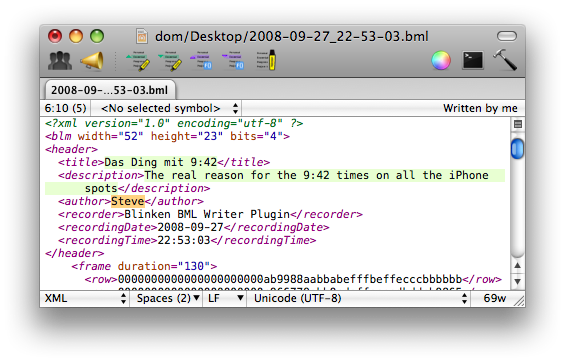 dom/Desktop/2008-09-27_22-53-03.bml
2008-09-...53-03.bml
6:10 (5) <No selected symbol> Written by me
<?xml version="1.0" encoding="utf-8" ?>
<blm width="52" height="23" bits="4">
<header>
<title>Das Ding mit 9:42</title>
<description>The real reason for the 9:42 times on all the iPhone
spots</description>
<author>Steve</author>
<recorder>Blinken BML Writer Plugin</recorder>
<recordingDate>2008-09-27</recordingDate>
<recordingTime>22:53:03</recordingTime>
</header>
<frame duration="130">
<row>0000000000000000000000ab9988aabbabefffbeffecccbbbbbb</row>
XML Spaces (2) LF Unicode (UTF-8) 69w